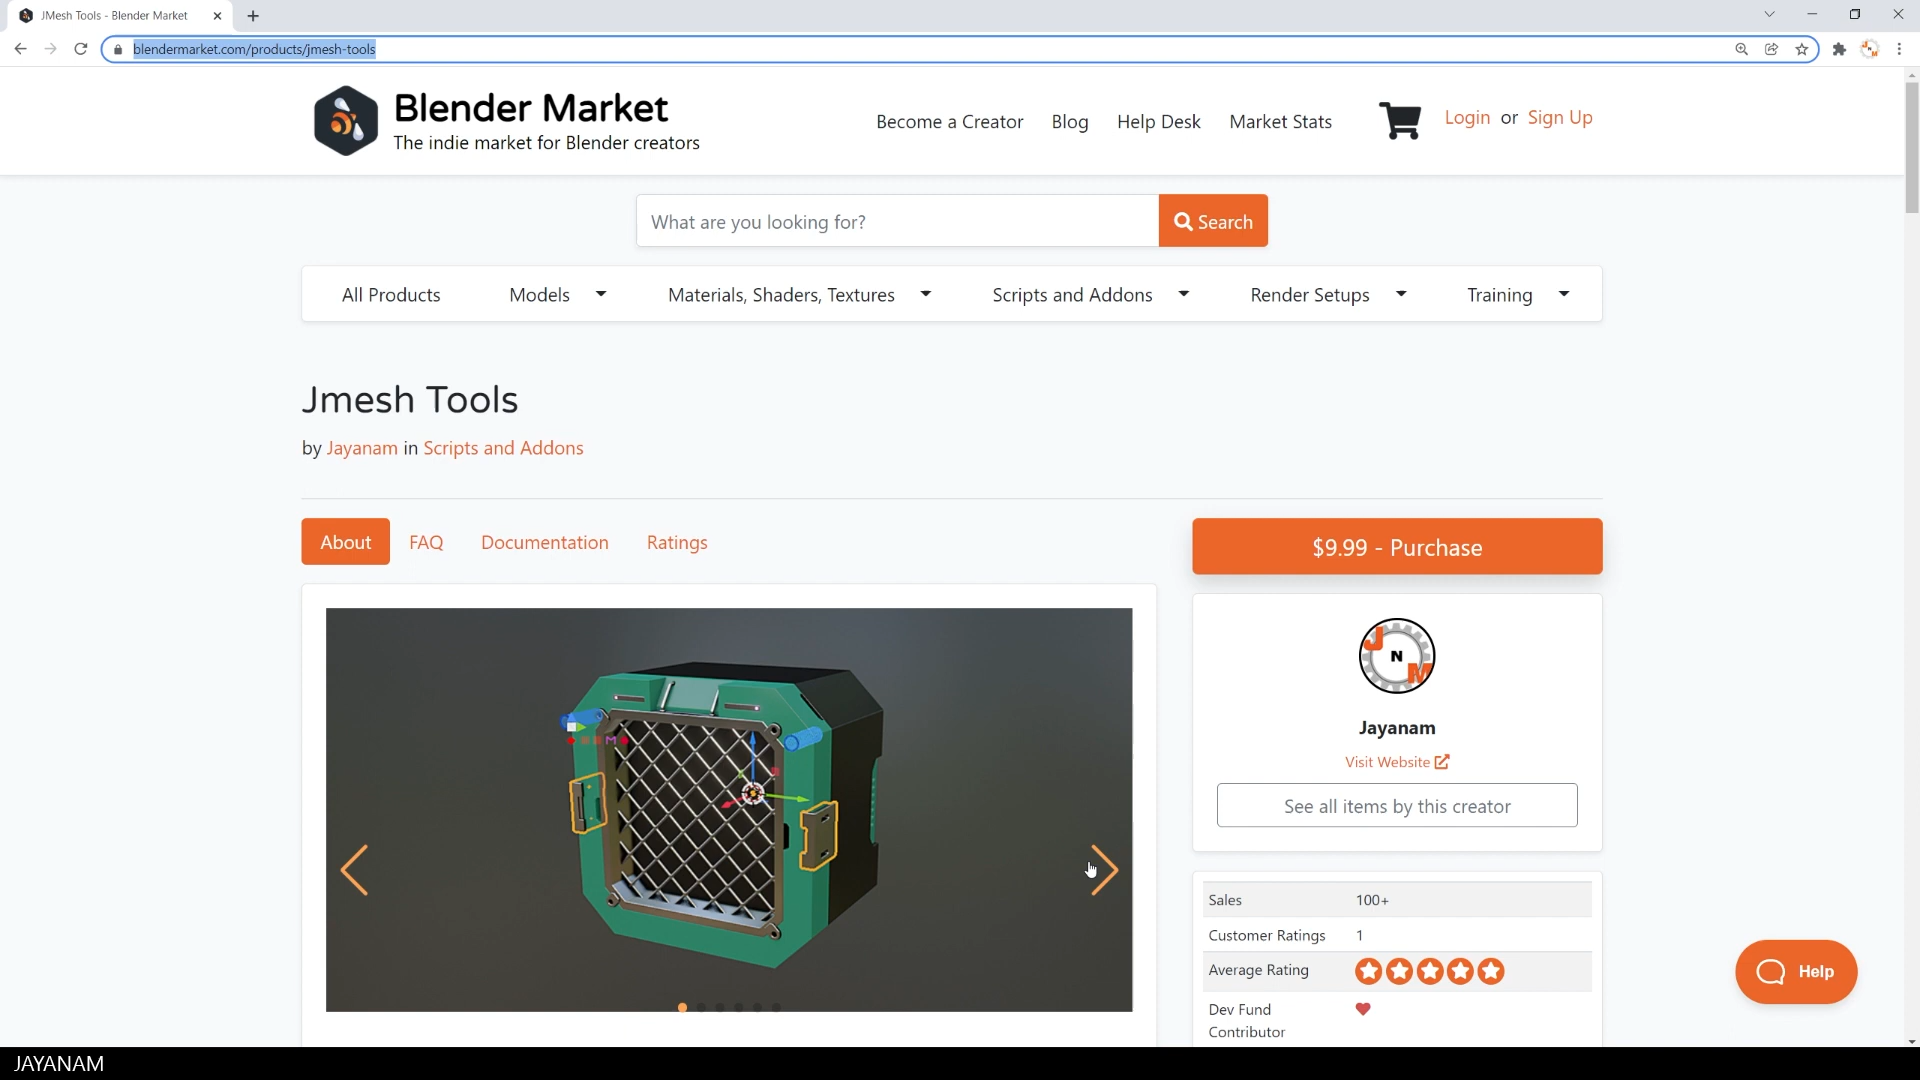 JMesh Tools - Blender Market
blendermarket.com/products/jmesh-tools
Blender Market
The indie market for Blender creators
Become a Creator
Blog
Help Desk
Market Stats
Login or Sign Up
What are you looking for?
Search
All Products
Models
Materials, Shaders, Textures
Scripts and Addons
Render Setups
Training
Jmesh Tools
by Jayanam in Scripts and Addons
About
FAQ
Documentation
Ratings
$9.99 - Purchase
J
N
M
Jayanam
Visit Website
See all items by this creator
Sales 100+
Customer Ratings 1
Average Rating
Dev Fund
Contributor
Help
JAYANAM